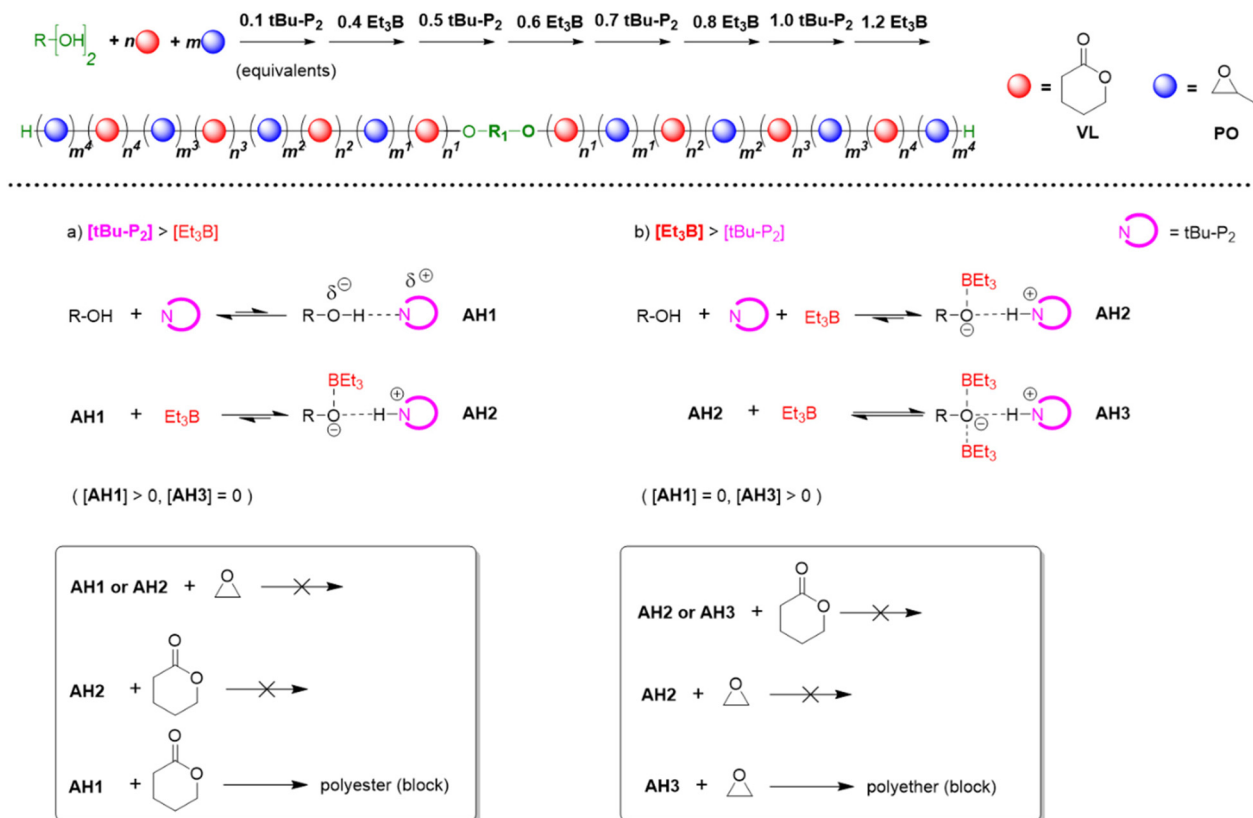 0.1 tBu-P₂ 0.4 Et₃B 0.5 tBu-P₂ 0.6 Et₃B 0.7 tBu-P₂ 0.8 Et₃B 1.0 tBu-P₂ 1.2 Et₃B
R [OH]₂ + n + m
(equivalents)
= O O VL = O PO
H ( ) m⁴ ( ) n⁴ ( ) m³ ( ) n³ ( ) m² ( ) n² ( ) m¹ ( ) n¹ O–R₁–O ( ) n¹ ( ) m¹ ( ) n² ( ) m² ( ) n³ ( ) m³ ( ) n⁴ ( ) m⁴ H
a) [tBu-P₂] > [Et₃B]
R-OH + N R–O–H N δ⊖ δ⊕ AH1
AH1 + Et₃B BEt₃ R–O ⊖ H–N ⊕ AH2
( [AH1] > 0, [AH3] = 0 )
AH1 or AH2 + O
AH2 + O O
AH1 + O O polyester (block)
b) [Et₃B] > [tBu-P₂] N = tBu-P₂
R-OH + N + Et₃B BEt₃ R–O ⊖ H–N ⊕ AH2
AH2 + Et₃B BEt₃ R–O ⊖ H–N ⊕ BEt₃ AH3
( [AH1] = 0, [AH3] > 0 )
AH2 or AH3 + O O
AH2 + O
AH3 + O polyether (block)